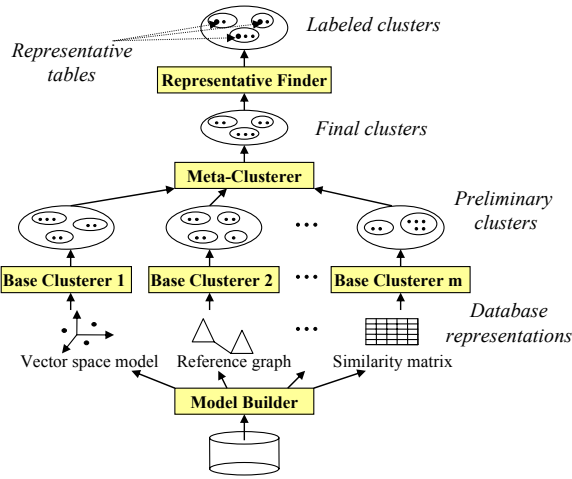 Labeled clusters
Representative
tables
Representative Finder
Final clusters
Meta-Clusterer
Preliminary
clusters
Base Clusterer 1
Base Clusterer 2
Base Clusterer m
Database
representations
Vector space model
Reference graph
Similarity matrix
Model Builder